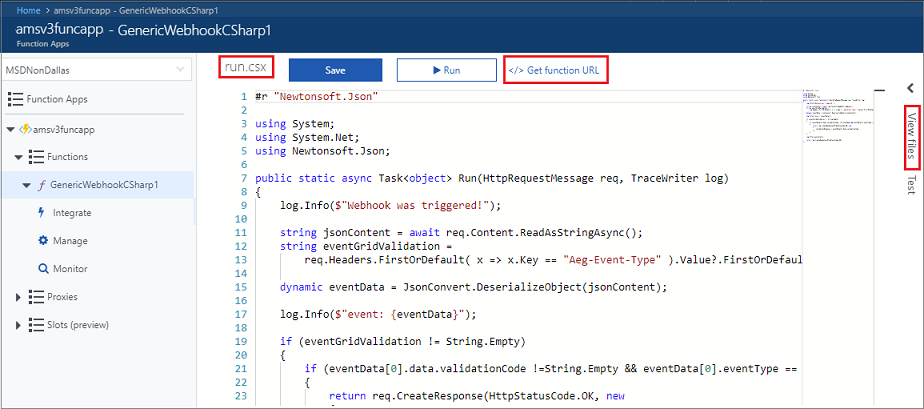 Home > amsv3funcapp - GenericWebhookCSharp1
amsv3funcapp - GenericWebhookCSharp1
Function Apps
MSDNonDallas
Function Apps
amsv3funcapp
Functions
GenericWebhookCSharp1
Integrate
Manage
Monitor
Proxies
Slots (preview)
run.csx
Save
Run
</> Get function URL
1 #r "Newtonsoft.Json"
2
3 using System;
4 using System.Net;
5 using Newtonsoft.Json;
6
7 public static async Task<object> Run(HttpRequestMessage req, TraceWriter log)
8 {
9 log.Info($"Webhook was triggered!");
10
11 string jsonContent = await req.Content.ReadAsStringAsync();
12 string eventGridValidation =
13 req.Headers.FirstOrDefault( x => x.Key == "Aeg-Event-Type" ).Value?.FirstOrDefau
14
15 dynamic eventData = JsonConvert.DeserializeObject(jsonContent);
16
17 log.Info($"event: {eventData}");
18
19 if (eventGridValidation != String.Empty)
20 {
21 if (eventData[0].data.validationCode !=String.Empty && eventData[0].eventType ==
22 {
23 return req.CreateResponse(HttpStatusCode.OK, new
View files
Test